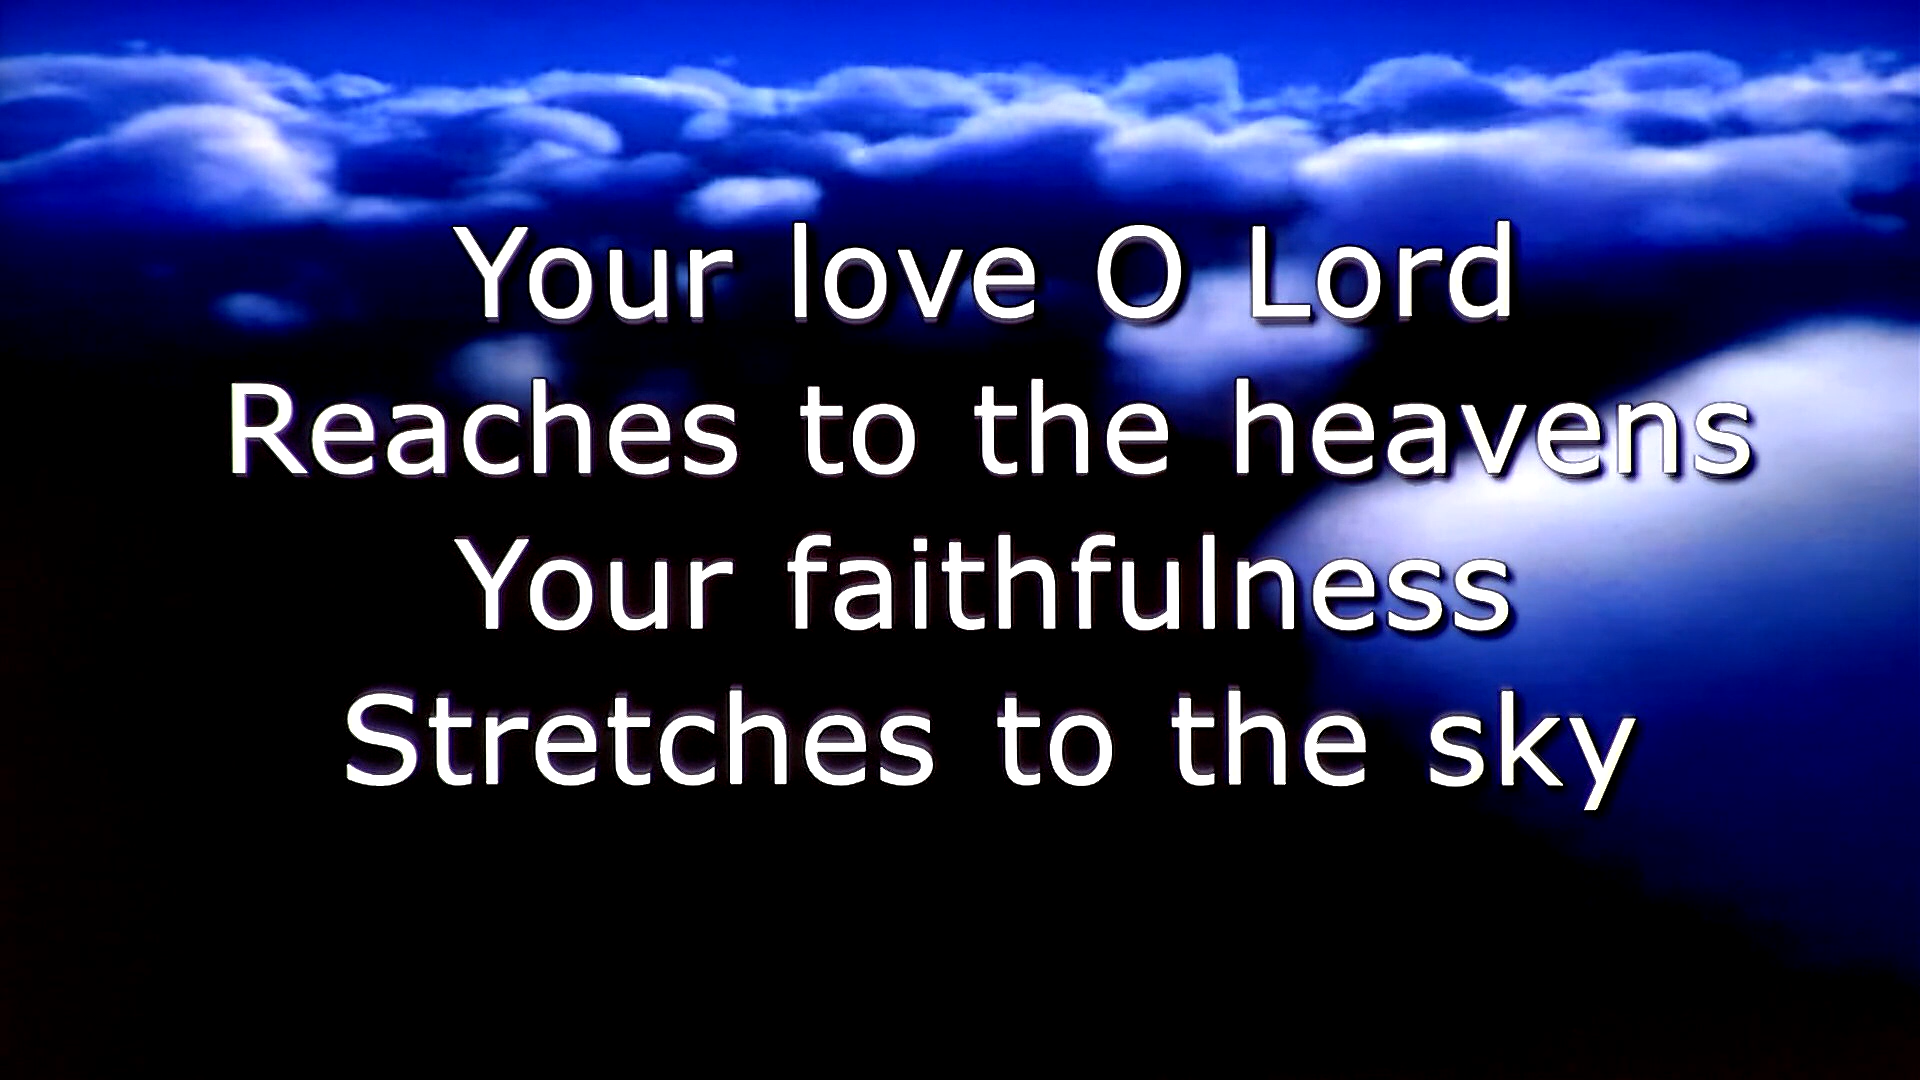 Your love O Lord
Reaches to the heavens
Your faithfulness
Stretches to the sky